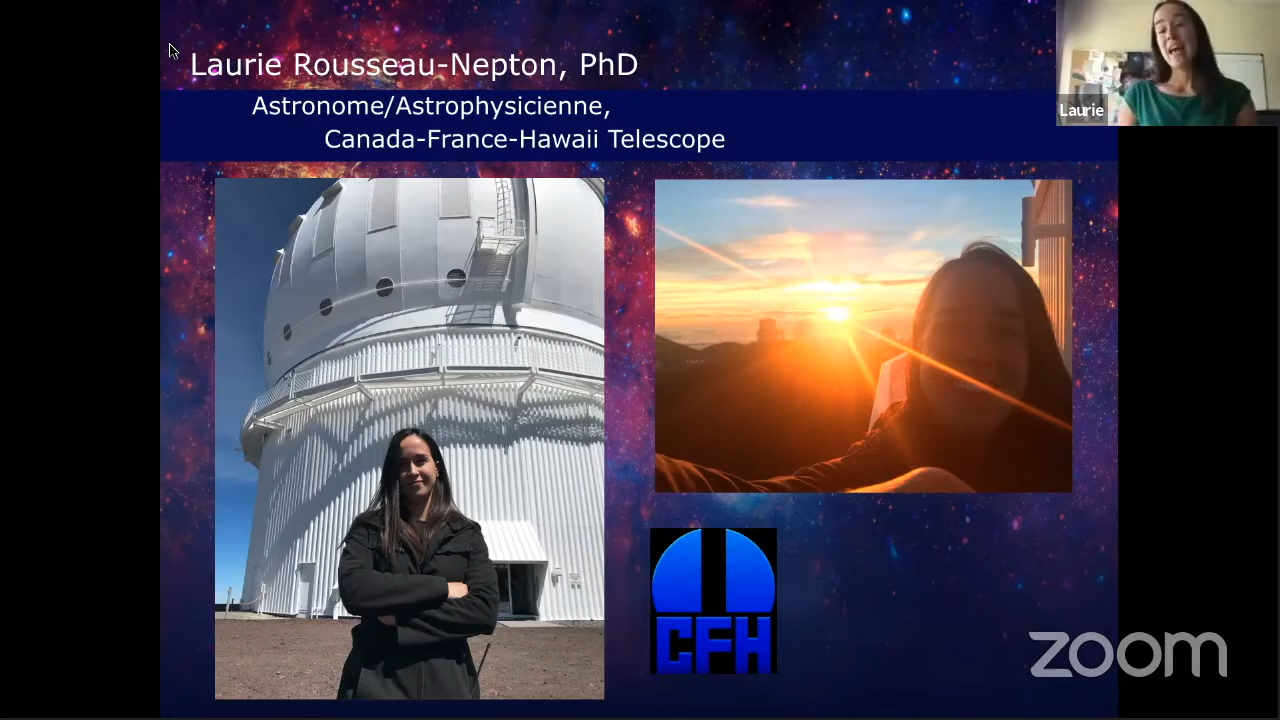 Laurie Rousseau-Nepton, PhD
Astronome/Astrophysicienne,
Canada-France-Hawaii Telescope
Laurie
CFH
zoom